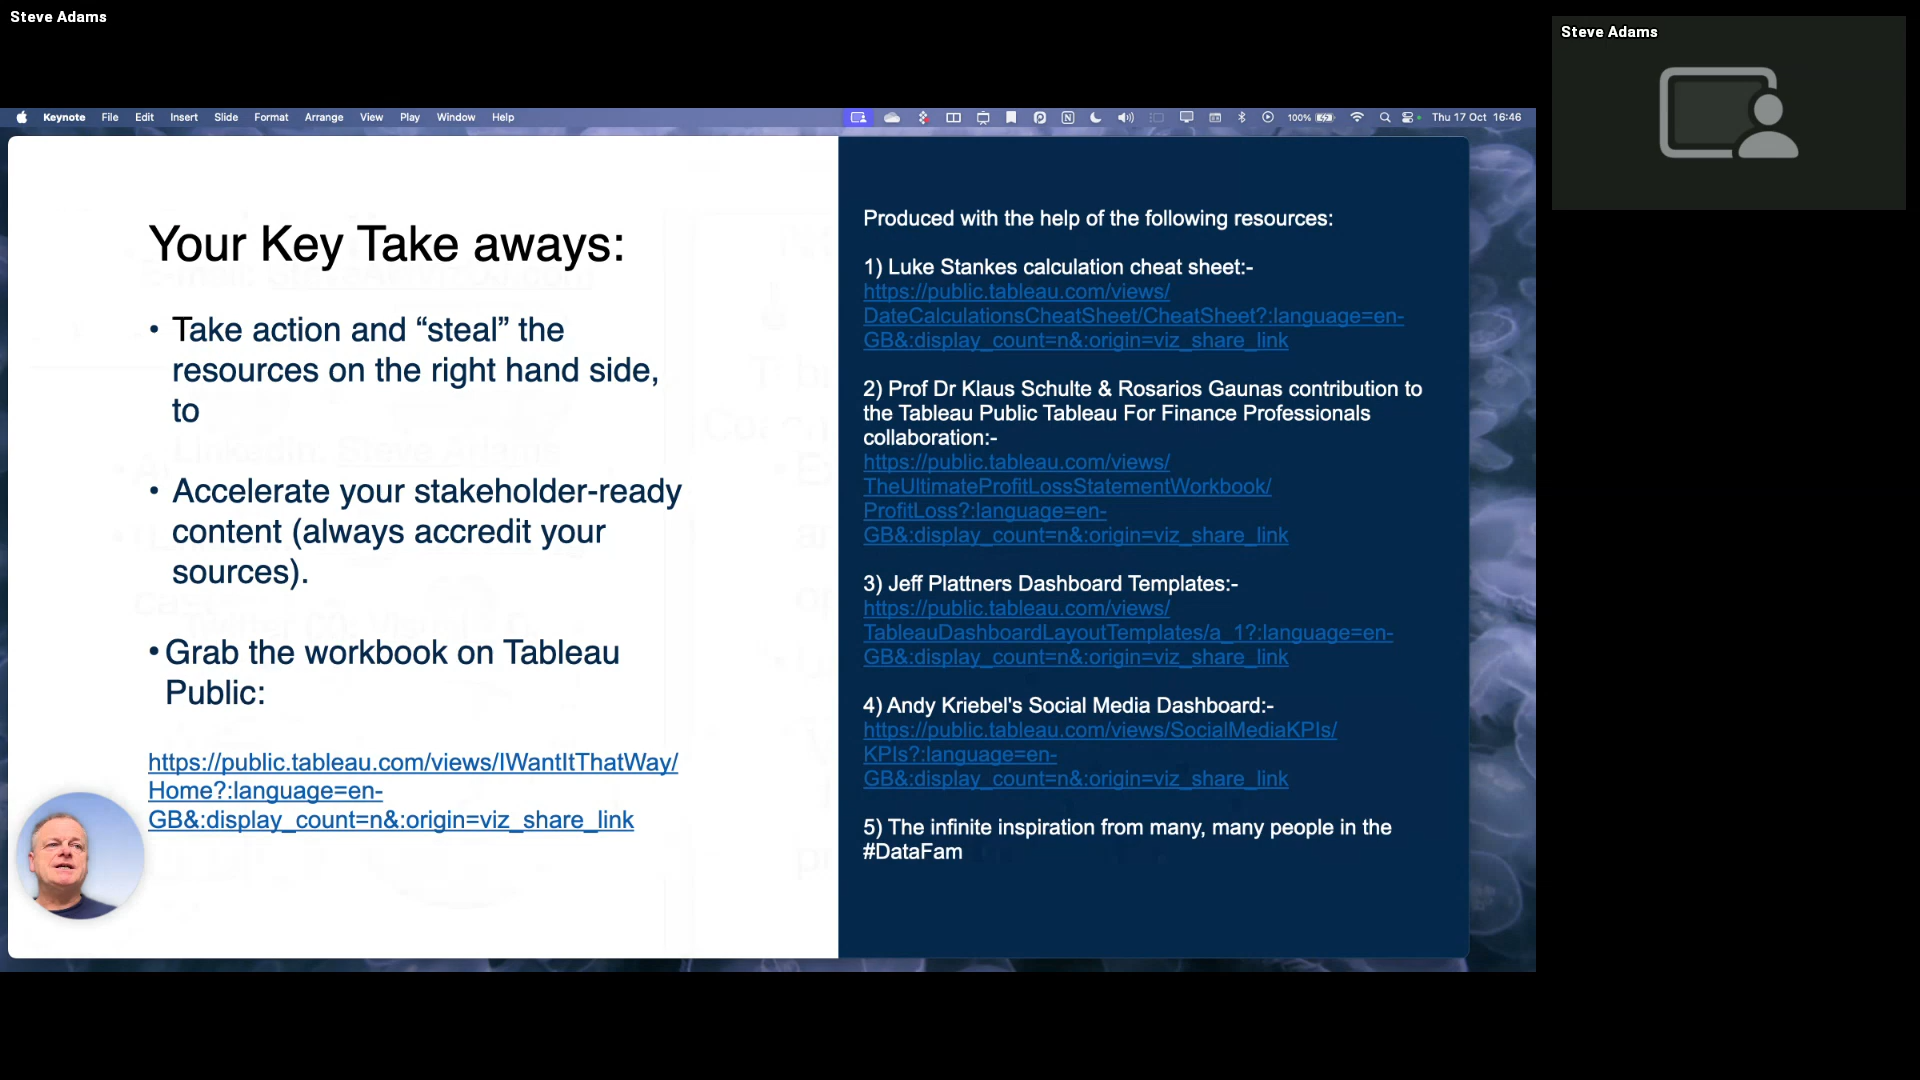 Steve Adams
Steve Adams
Keynote File Edit Insert Slide Format Arrange View Play Window Help
100% Thu 17 Oct 16:46
Your Key Take aways:
• Take action and “steal” the
resources on the right hand side,
to
• Accelerate your stakeholder-ready
content (always accredit your
sources).
• Grab the workbook on Tableau
Public:
https://public.tableau.com/views/IWantItThatWay/
Home?:language=en-
GB&:display_count=n&:origin=viz_share_link
Produced with the help of the following resources:
1) Luke Stankes calculation cheat sheet:-
https://public.tableau.com/views/
DateCalculationsCheatSheet/CheatSheet?:language=en-
GB&:display_count=n&:origin=viz_share_link
2) Prof Dr Klaus Schulte & Rosarios Gaunas contribution to
the Tableau Public Tableau For Finance Professionals
collaboration:-
https://public.tableau.com/views/
TheUltimateProfitLossStatementWorkbook/
ProfitLoss?:language=en-
GB&:display_count=n&:origin=viz_share_link
3) Jeff Plattners Dashboard Templates:-
https://public.tableau.com/views/
TableauDashboardLayoutTemplates/a_1?:language=en-
GB&:display_count=n&:origin=viz_share_link
4) Andy Kriebel's Social Media Dashboard:-
https://public.tableau.com/views/SocialMediaKPIs/
KPIs?:language=en-
GB&:display_count=n&:origin=viz_share_link
5) The infinite inspiration from many, many people in the
#DataFam